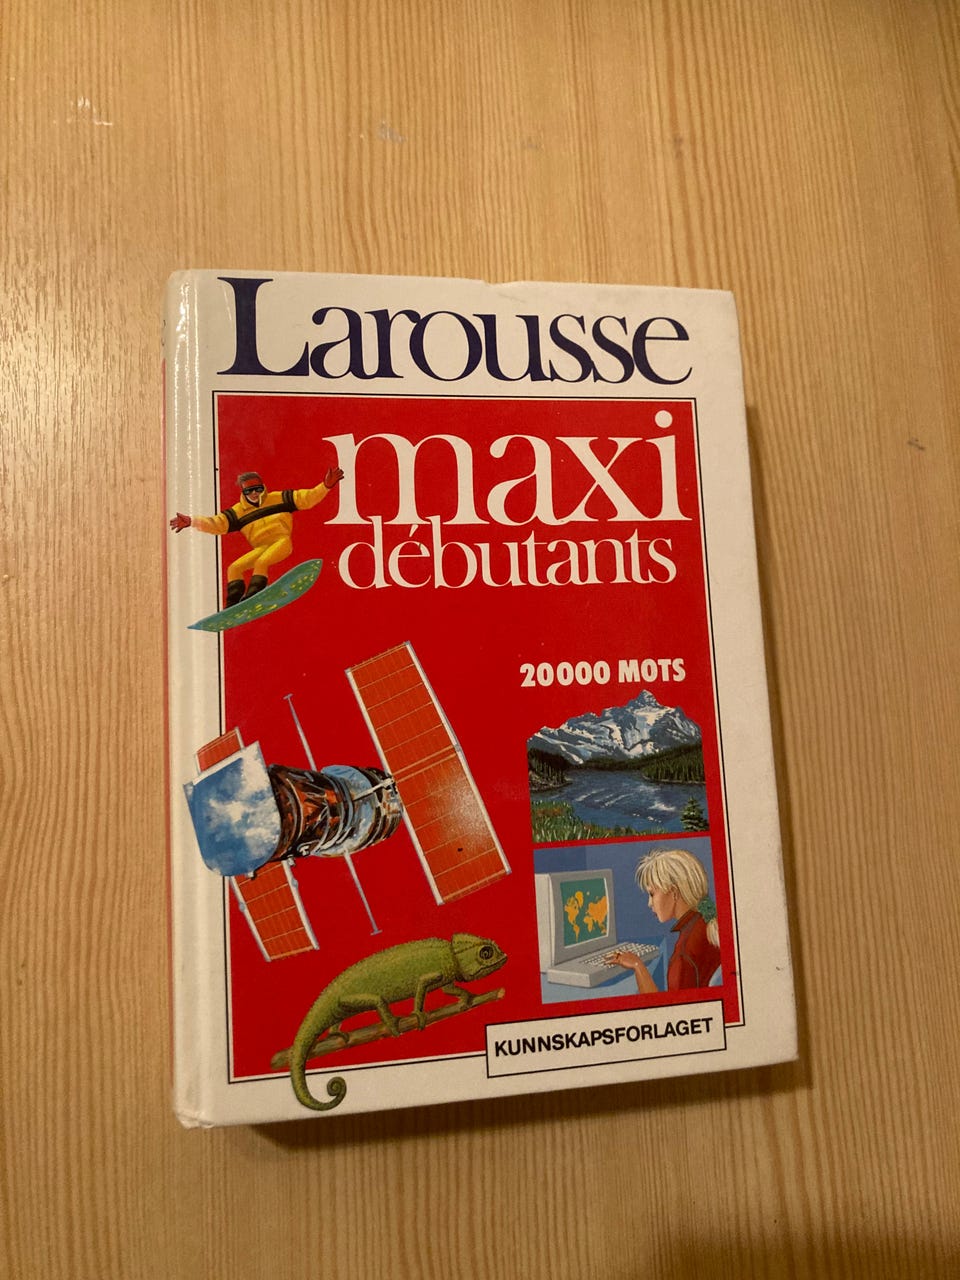 Larousse
maxi
débutants
20000 MOTS
KUNNSKAPSFORLAGET